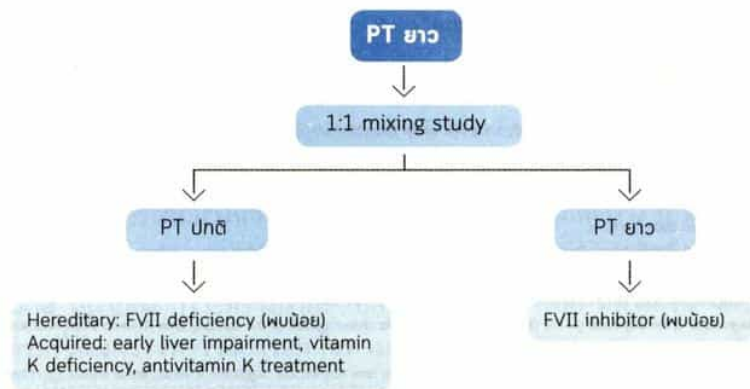 PT ยาว
1:1 mixing study
PT ปกติ
PT ยาว
Hereditary: FVII deficiency (พบน้อย)
Acquired: early liver impairment, vitamin
K deficiency, antivitamin K treatment
FVII inhibitor (พบน้อย)